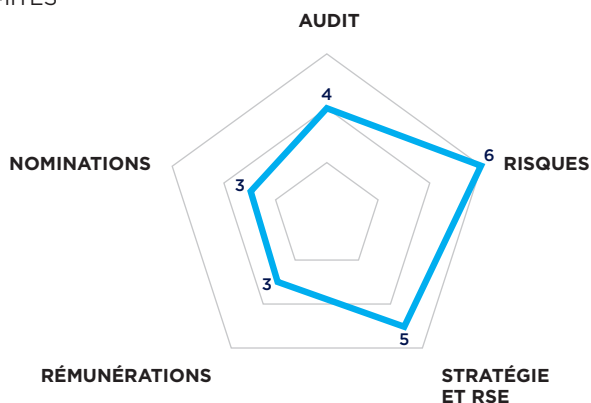 AUDIT
4
6
RISQUES
NOMINATIONS
3
3
5
RÉMUNÉRATIONS
STRATÉGIE
ET RSE